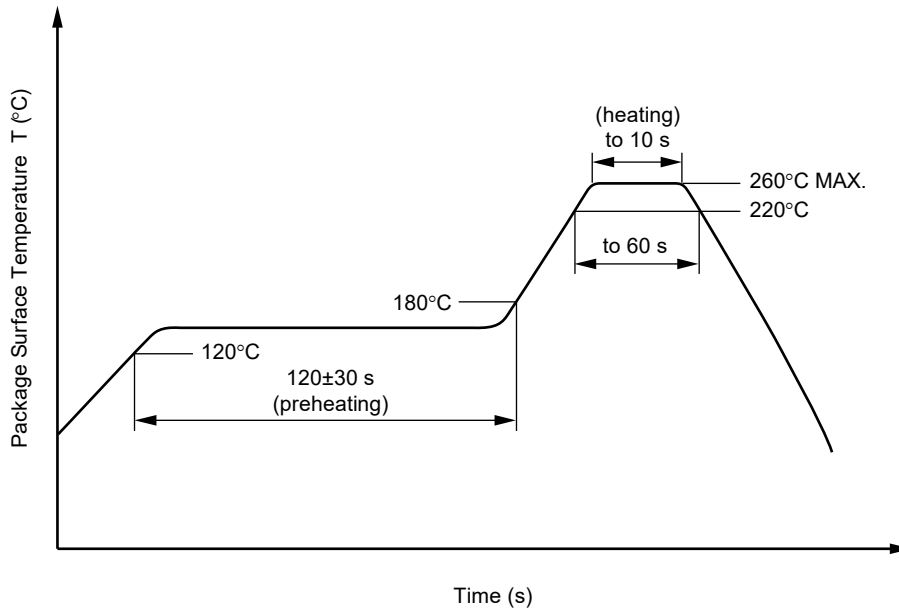 Package Surface Temperature T (°C)
(heating)
to 10 s
260°C MAX.
220°C
to 60 s
180°C
120°C
120±30 s
(preheating)
Time (s)